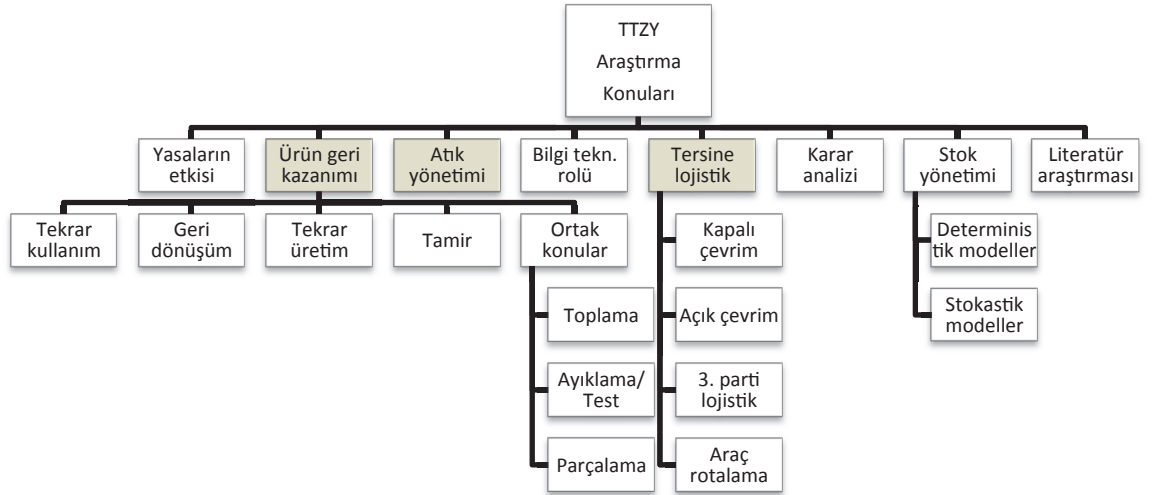 TTZY
Araştırma
Konuları
Yasaların
etkisi
Ürün geri
kazanımı
Atık
yönetimi
Bilgi tekn.
rolü
Tersine
lojistik
Karar
analizi
Stok
yönetimi
Literatür
araştırması
Tekrar
kullanım
Geri
dönüşüm
Tekrar
üretim
Tamir
Ortak
konular
Toplama
Ayıklama/
Test
Parçalama
Kapalı
çevrim
Açık çevrim
3. parti
lojistik
Araç
rotalama
Determinis
tik modeller
Stokastik
modeller